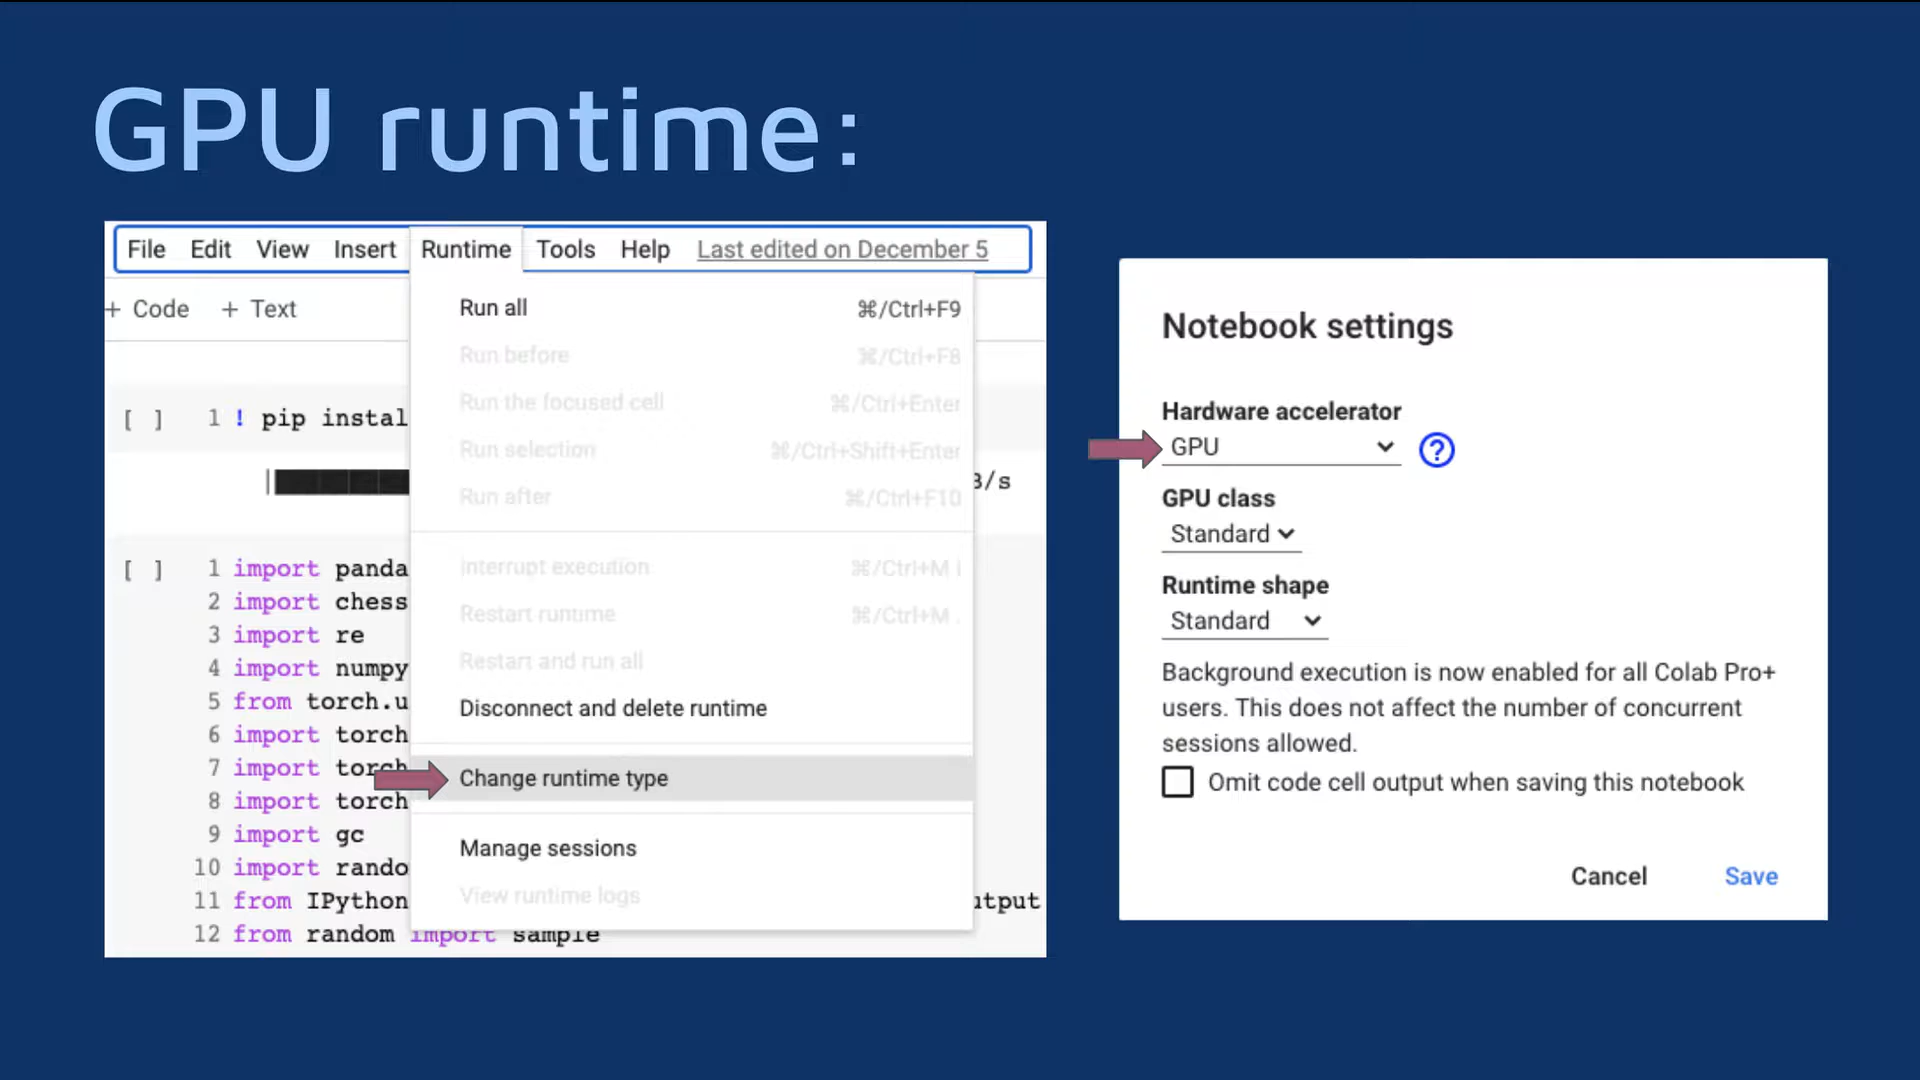 GPU runtime:
File Edit View Insert Runtime Tools Help Last edited on December 5
+ Code + Text
Run all ⌘/Ctrl+F9
Run before ⌘/Ctrl+F8
Run the focused cell ⌘/Ctrl+Enter
[ ] 1 ! pip instal
Run selection ⌘/Ctrl+Shift+Enter
B/s
Run after ⌘/Ctrl+F10
[ ] 1 import panda
Interrupt execution ⌘/Ctrl+M I
2 import chess
Restart runtime ⌘/Ctrl+M .
3 import re
4 import numpy
Restart and run all
5 from torch.u
Disconnect and delete runtime
6 import torch
7 import torch
Change runtime type
8 import torch
9 import gc
Manage sessions
10 import rando
View runtime logs
11 from IPython utput
12 from random import sample
Notebook settings
Hardware accelerator
GPU ?
GPU class
Standard
Runtime shape
Standard
Background execution is now enabled for all Colab Pro+
users. This does not affect the number of concurrent
sessions allowed.
Omit code cell output when saving this notebook
Cancel Save